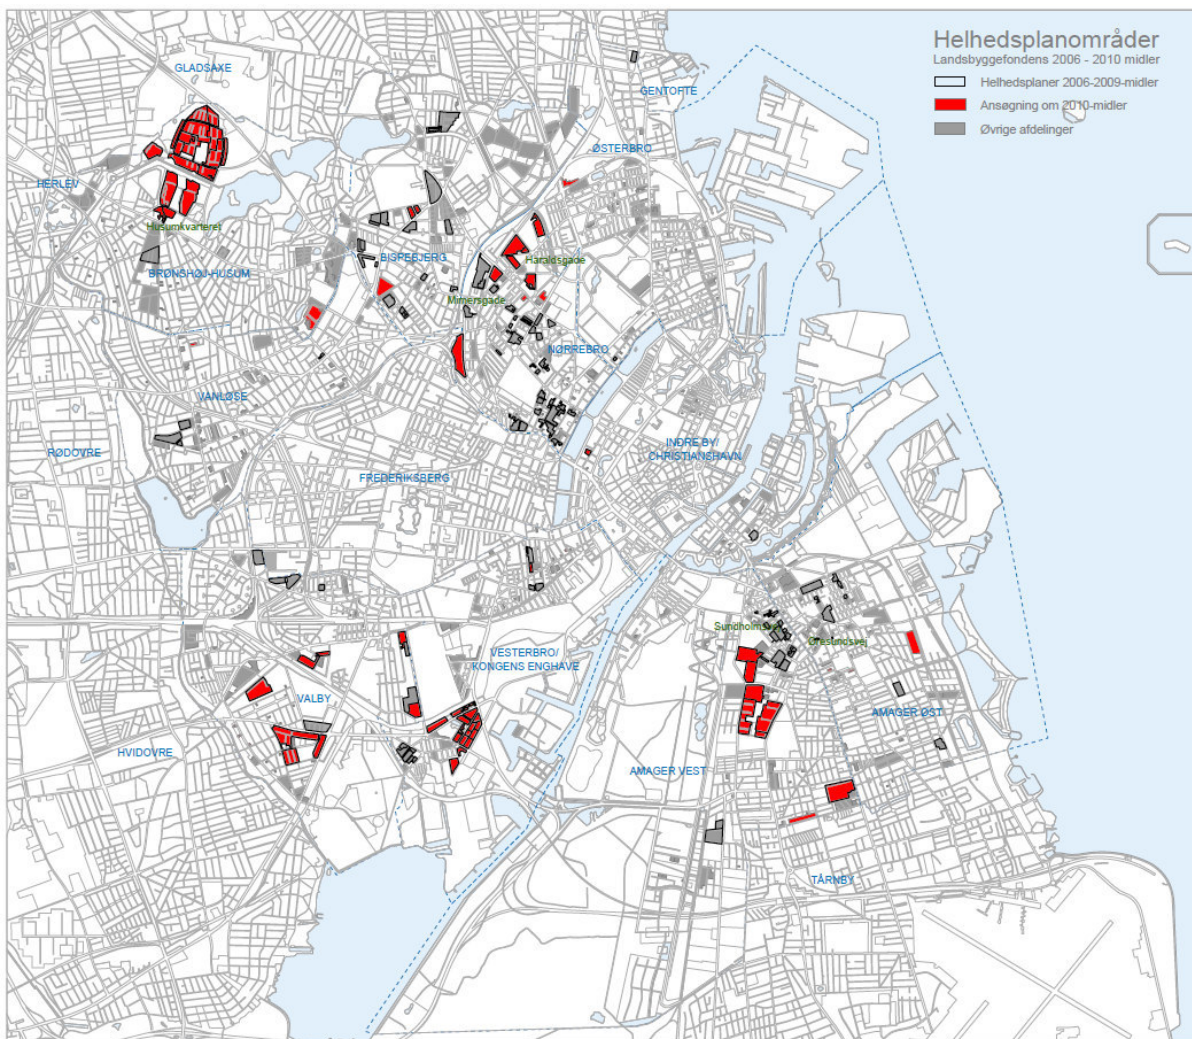 Helhedsplanområder
Landsbyggefondens 2006 - 2010 midler
Helhedsplaner 2006-2009-midler
Ansøgning om 2010-midler
Øvrige afdelinger
GLADSAXE
GENTOFTE
ØSTERBRO
HERLEV
Husumkvarteret
BISPEBJERG
Haraldsgade
BRØNSHØJ-HUSUM
Mimersgade
NØRREBRO
VANLØSE
RØDOVRE
INDRE BY/
CHRISTIANSHAVN
FREDERIKSBERG
Sundholmsvej
Øresundsvej
VESTERBRO/
KONGENS ENGHAVE
VALBY
AMAGER ØST
HVIDOVRE
AMAGER VEST
TÅRNBY